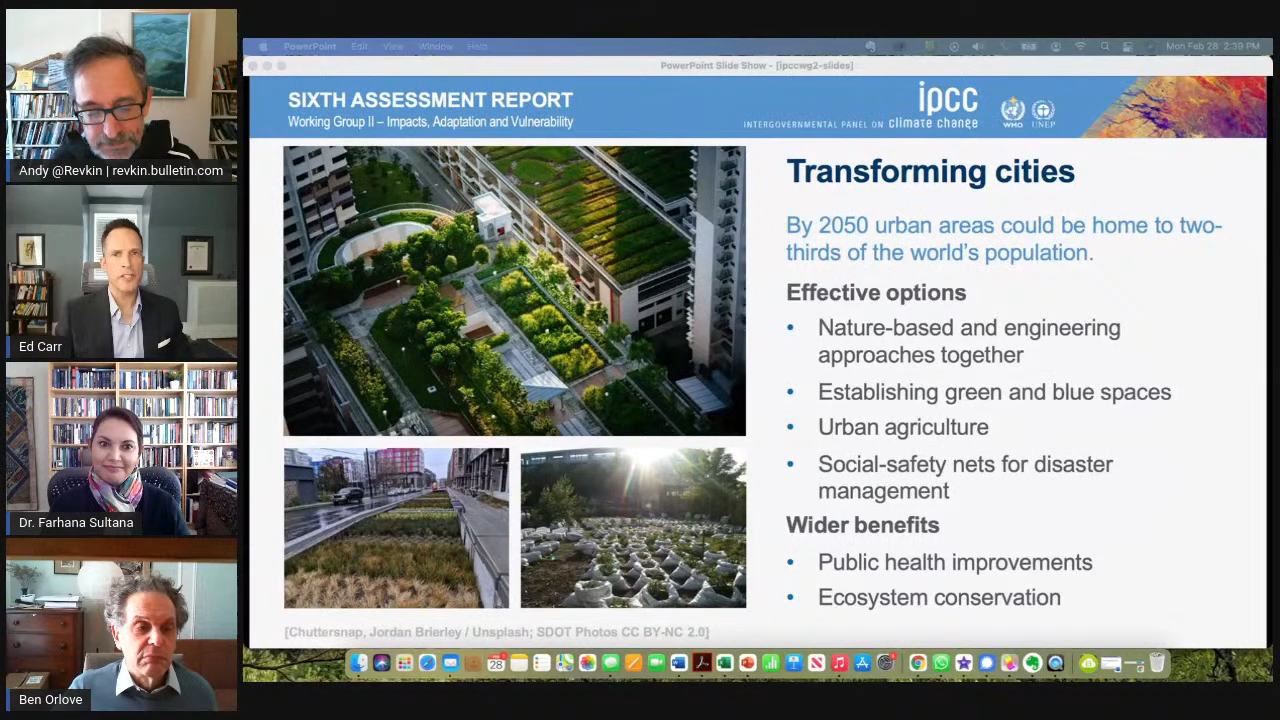 Andy @Revkin | revkin.bulletin.com
Ed Carr
Dr. Farhana Sultana
Ben Orlove
PowerPoint Edit View Window Help
Mon Feb 28 2:39 PM
PowerPoint Slide Show - [ipccwg2-slides]
SIXTH ASSESSMENT REPORT
Working Group II – Impacts, Adaptation and Vulnerability
ipcc
INTERGOVERNMENTAL PANEL ON climate change
WMO UNEP
Transforming cities
By 2050 urban areas could be home to two-
thirds of the world's population.
Effective options
• Nature-based and engineering
approaches together
• Establishing green and blue spaces
• Urban agriculture
• Social-safety nets for disaster
management
Wider benefits
• Public health improvements
• Ecosystem conservation
[Chuttersnap, Jordan Brierley / Unsplash; SDOT Photos CC BY-NC 2.0]
28